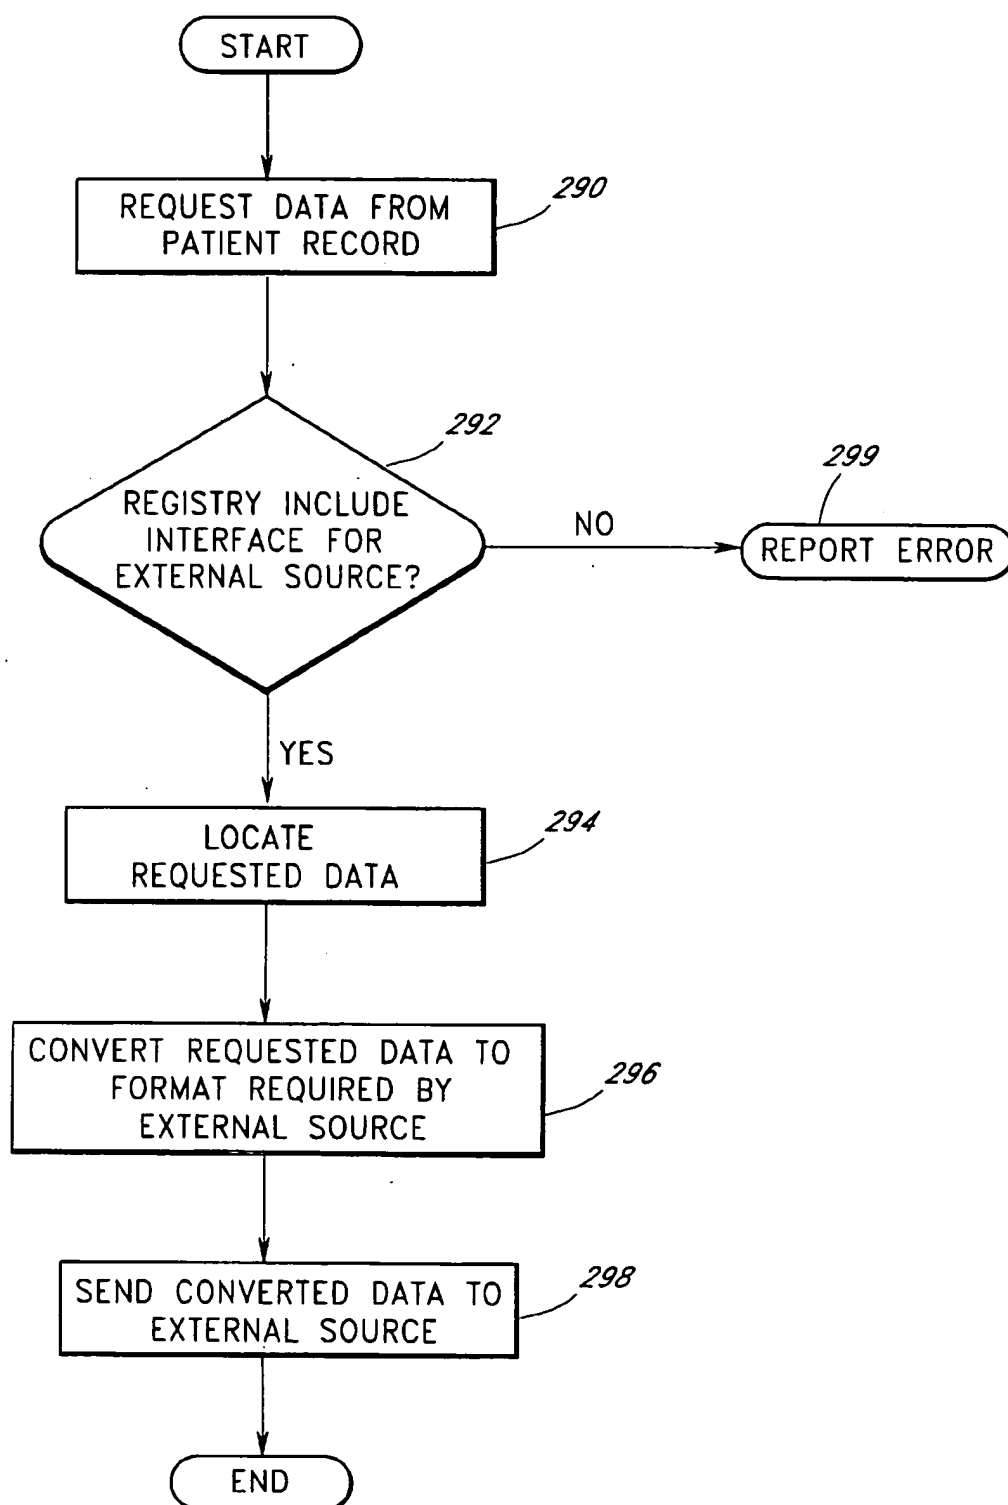 START
REQUEST DATA FROM
PATIENT RECORD
290
292
REGISTRY INCLUDE
INTERFACE FOR
EXTERNAL SOURCE?
NO
299
REPORT ERROR
YES
LOCATE
REQUESTED DATA
294
CONVERT REQUESTED DATA TO
FORMAT REQUIRED BY
EXTERNAL SOURCE
296
SEND CONVERTED DATA TO
EXTERNAL SOURCE
298
END